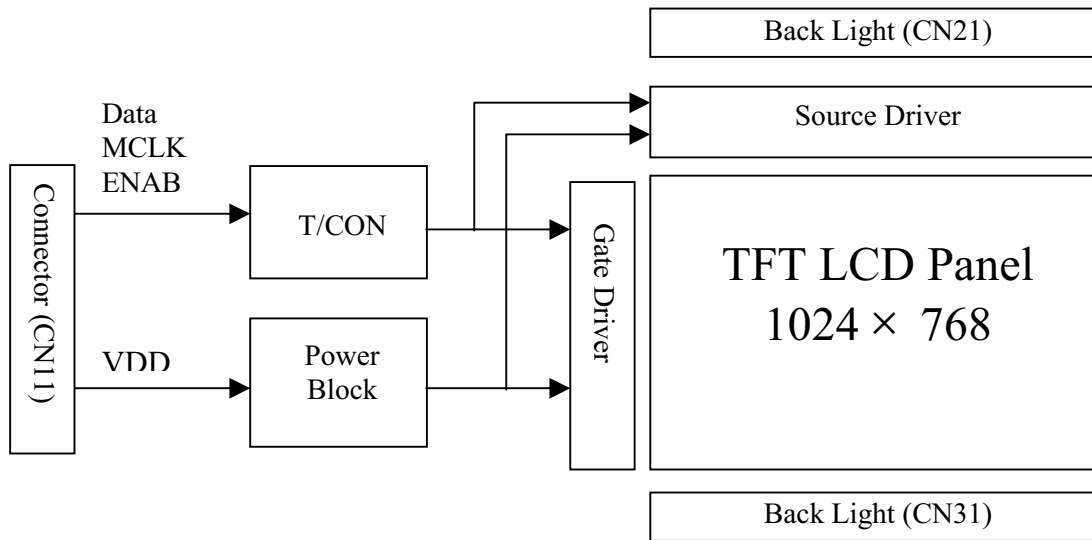 Back Light (CN21)
Source Driver
Data
MCLK
ENAB
Connector (CN11)
T/CON
Gate Driver
TFT LCD Panel
1024 × 768
VDD
Power
Block
Back Light (CN31)